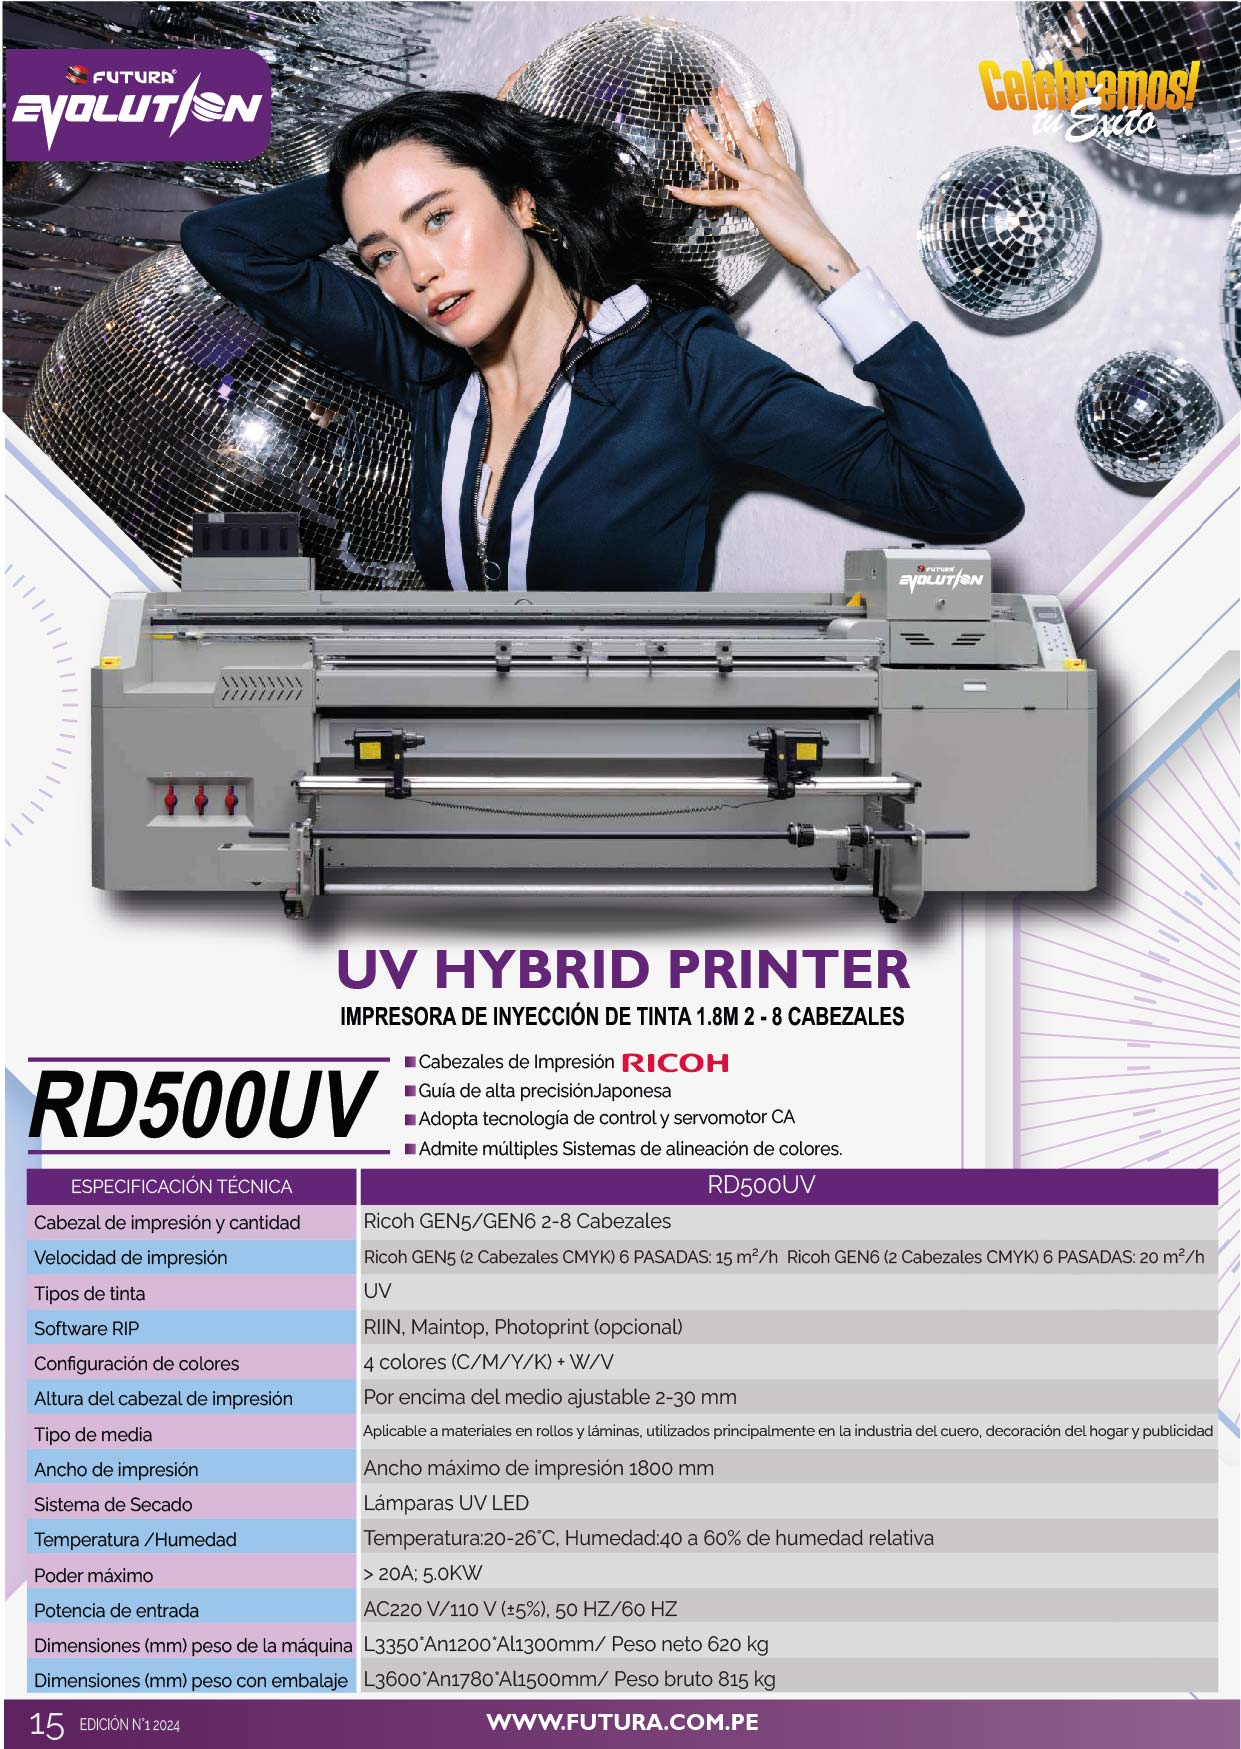 FUTURA®
EVOLUTION
Celebramos!
tu Éxito
FUTURA®
EVOLUTION
UV HYBRID PRINTER
IMPRESORA DE INYECCIÓN DE TINTA 1.8M 2 - 8 CABEZALES
RD500UV
Cabezales de Impresión RICOH
Guía de alta precisiónJaponesa
Adopta tecnología de control y servomotor CA
Admite múltiples Sistemas de alineación de colores.
ESPECIFICACIÓN TÉCNICA RD500UV
Cabezal de impresión y cantidad Ricoh GEN5/GEN6 2-8 Cabezales
Velocidad de impresión Ricoh GEN5 (2 Cabezales CMYK) 6 PASADAS: 15 m²/h Ricoh GEN6 (2 Cabezales CMYK) 6 PASADAS: 20 m²/h
Tipos de tinta UV
Software RIP RIIN, Maintop, Photoprint (opcional)
Configuración de colores 4 colores (C/M/Y/K) + W/V
Altura del cabezal de impresión Por encima del medio ajustable 2-30 mm
Tipo de media Aplicable a materiales en rollos y láminas, utilizados principalmente en la industria del cuero, decoración del hogar y publicidad
Ancho de impresión Ancho máximo de impresión 1800 mm
Sistema de Secado Lámparas UV LED
Temperatura /Humedad Temperatura:20-26°C, Humedad:40 a 60% de humedad relativa
Poder máximo > 20A; 5.0KW
Potencia de entrada AC220 V/110 V (±5%), 50 HZ/60 HZ
Dimensiones (mm) peso de la máquina L3350*An1200*Al1300mm/ Peso neto 620 kg
Dimensiones (mm) peso con embalaje L3600*An1780*Al1500mm/ Peso bruto 815 kg
15 EDICIÓN N°1 2024 WWW.FUTURA.COM.PE